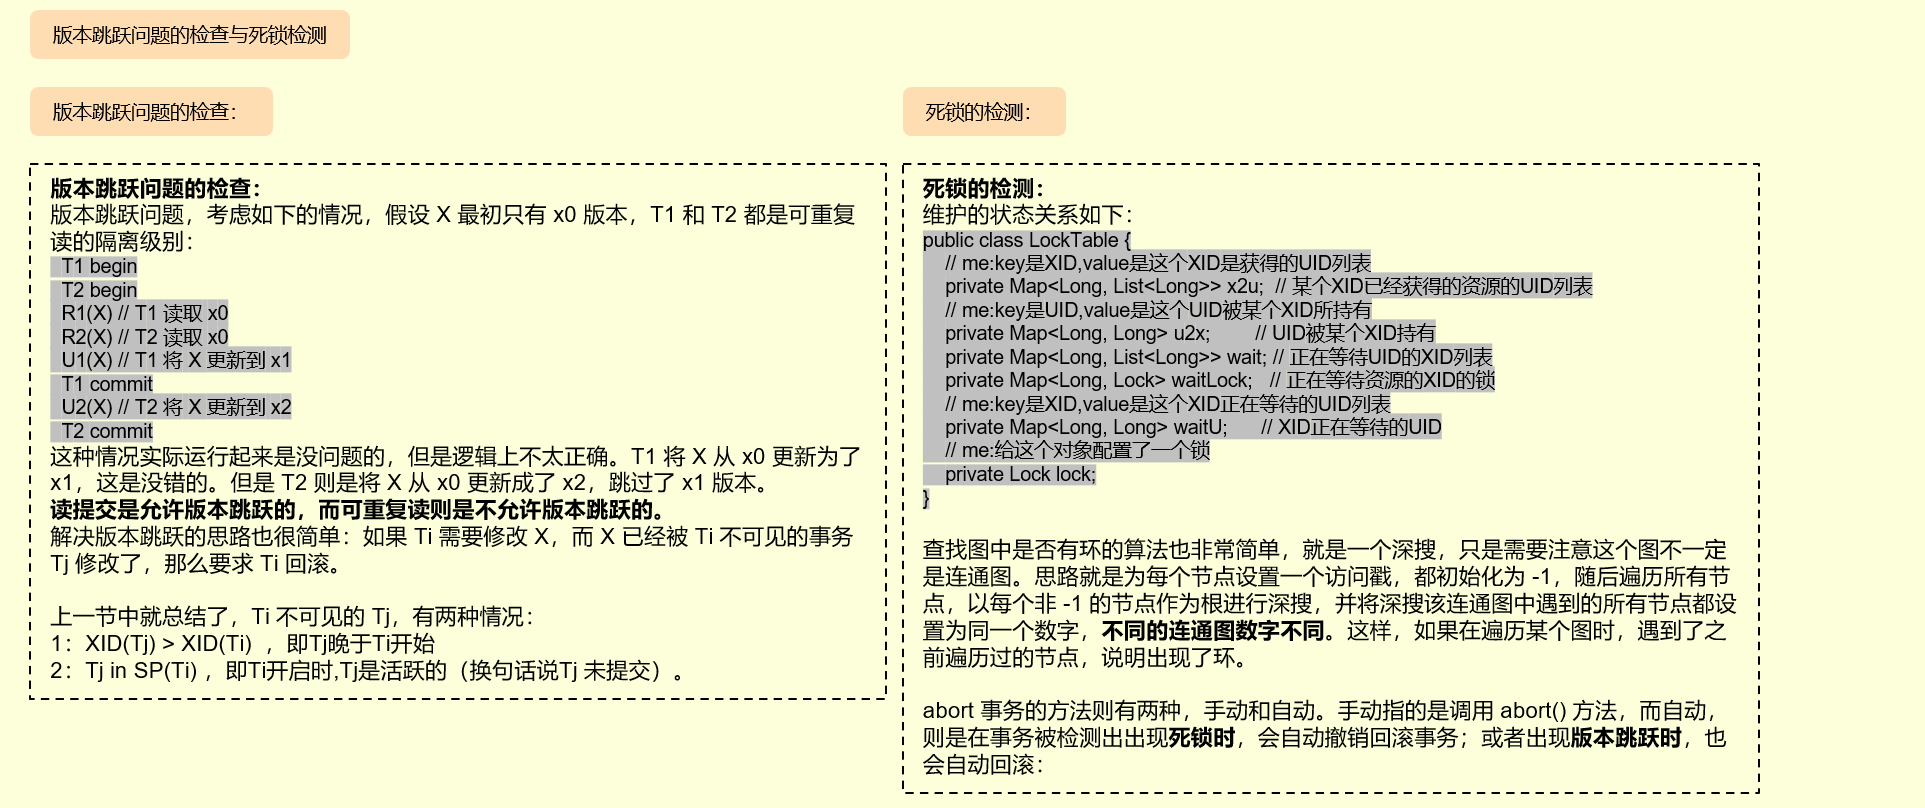 版本跳跃问题的检查与死锁检测
版本跳跃问题的检查：
版本跳跃问题的检查：
版本跳跃问题，考虑如下的情况，假设 X 最初只有 x0 版本，T1 和 T2 都是可重复
读的隔离级别：
T1 begin
T2 begin
R1(X) // T1 读取 x0
R2(X) // T2 读取 x0
U1(X) // T1 将 X 更新到 x1
T1 commit
U2(X) // T2 将 X 更新到 x2
T2 commit
这种情况实际运行起来是没问题的，但是逻辑上不太正确。T1 将 X 从 x0 更新为了
x1，这是没错的。但是 T2 则是将 X 从 x0 更新成了 x2，跳过了 x1 版本。
读提交是允许版本跳跃的，而可重复读则是不允许版本跳跃的。
解决版本跳跃的思路也很简单：如果 Ti 需要修改 X，而 X 已经被 Ti 不可见的事务
Tj 修改了，那么要求 Ti 回滚。
上一节中就总结了，Ti 不可见的 Tj，有两种情况：
1：XID(Tj) > XID(Ti) ，即Tj晚于Ti开始
2：Tj in SP(Ti) ，即Ti开启时,Tj是活跃的（换句话说Tj 未提交）。
死锁的检测：
死锁的检测：
维护的状态关系如下：
public class LockTable {
// me:key是XID,value是这个XID是获得的UID列表
private Map<Long, List<Long>> x2u;  // 某个XID已经获得的资源的UID列表
// me:key是UID,value是这个UID被某个XID所持有
private Map<Long, Long> u2x;        // UID被某个XID持有
private Map<Long, List<Long>> wait; // 正在等待UID的XID列表
private Map<Long, Lock> waitLock;   // 正在等待资源的XID的锁
// me:key是XID,value是这个XID正在等待的UID列表
private Map<Long, Long> waitU;      // XID正在等待的UID
// me:给这个对象配置了一个锁
private Lock lock;
}
查找图中是否有环的算法也非常简单，就是一个深搜，只是需要注意这个图不一定
是连通图。思路就是为每个节点设置一个访问戳，都初始化为 -1，随后遍历所有节
点，以每个非 -1 的节点作为根进行深搜，并将深搜该连通图中遇到的所有节点都设
置为同一个数字，不同的连通图数字不同。这样，如果在遍历某个图时，遇到了之
前遍历过的节点，说明出现了环。
abort 事务的方法则有两种，手动和自动。手动指的是调用 abort() 方法，而自动，
则是在事务被检测出出现死锁时，会自动撤销回滚事务；或者出现版本跳跃时，也
会自动回滚：